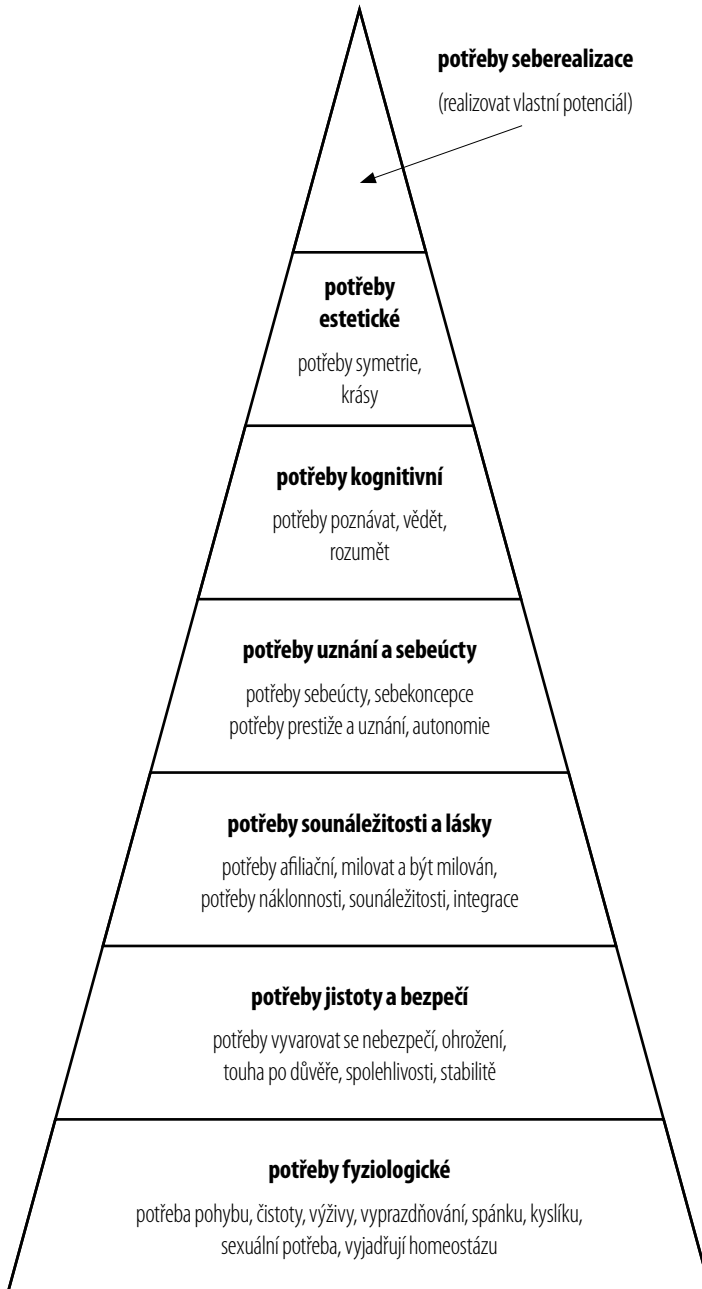 potřeby seberealizace
(realizovat vlastní potenciál)
potřeby
estetické
potřeby symetrie,
krásy
potřeby kognitivní
potřeby poznávat, vědět,
rozumět
potřeby uznání a sebeúcty
potřeby sebeúcty, sebekoncepce
potřeby prestiže a uznání, autonomie
potřeby sounáležitosti a lásky
potřeby afiliační, milovat a být milován,
potřeby náklonnosti, sounáležitosti, integrace
potřeby jistoty a bezpečí
potřeby vyvarovat se nebezpečí, ohrožení,
touha po důvěře, spolehlivosti, stabilitě
potřeby fyziologické
potřeba pohybu, čistoty, výživy, vyprazdňování, spánku, kyslíku,
sexuální potřeba, vyjadřují homeostázu